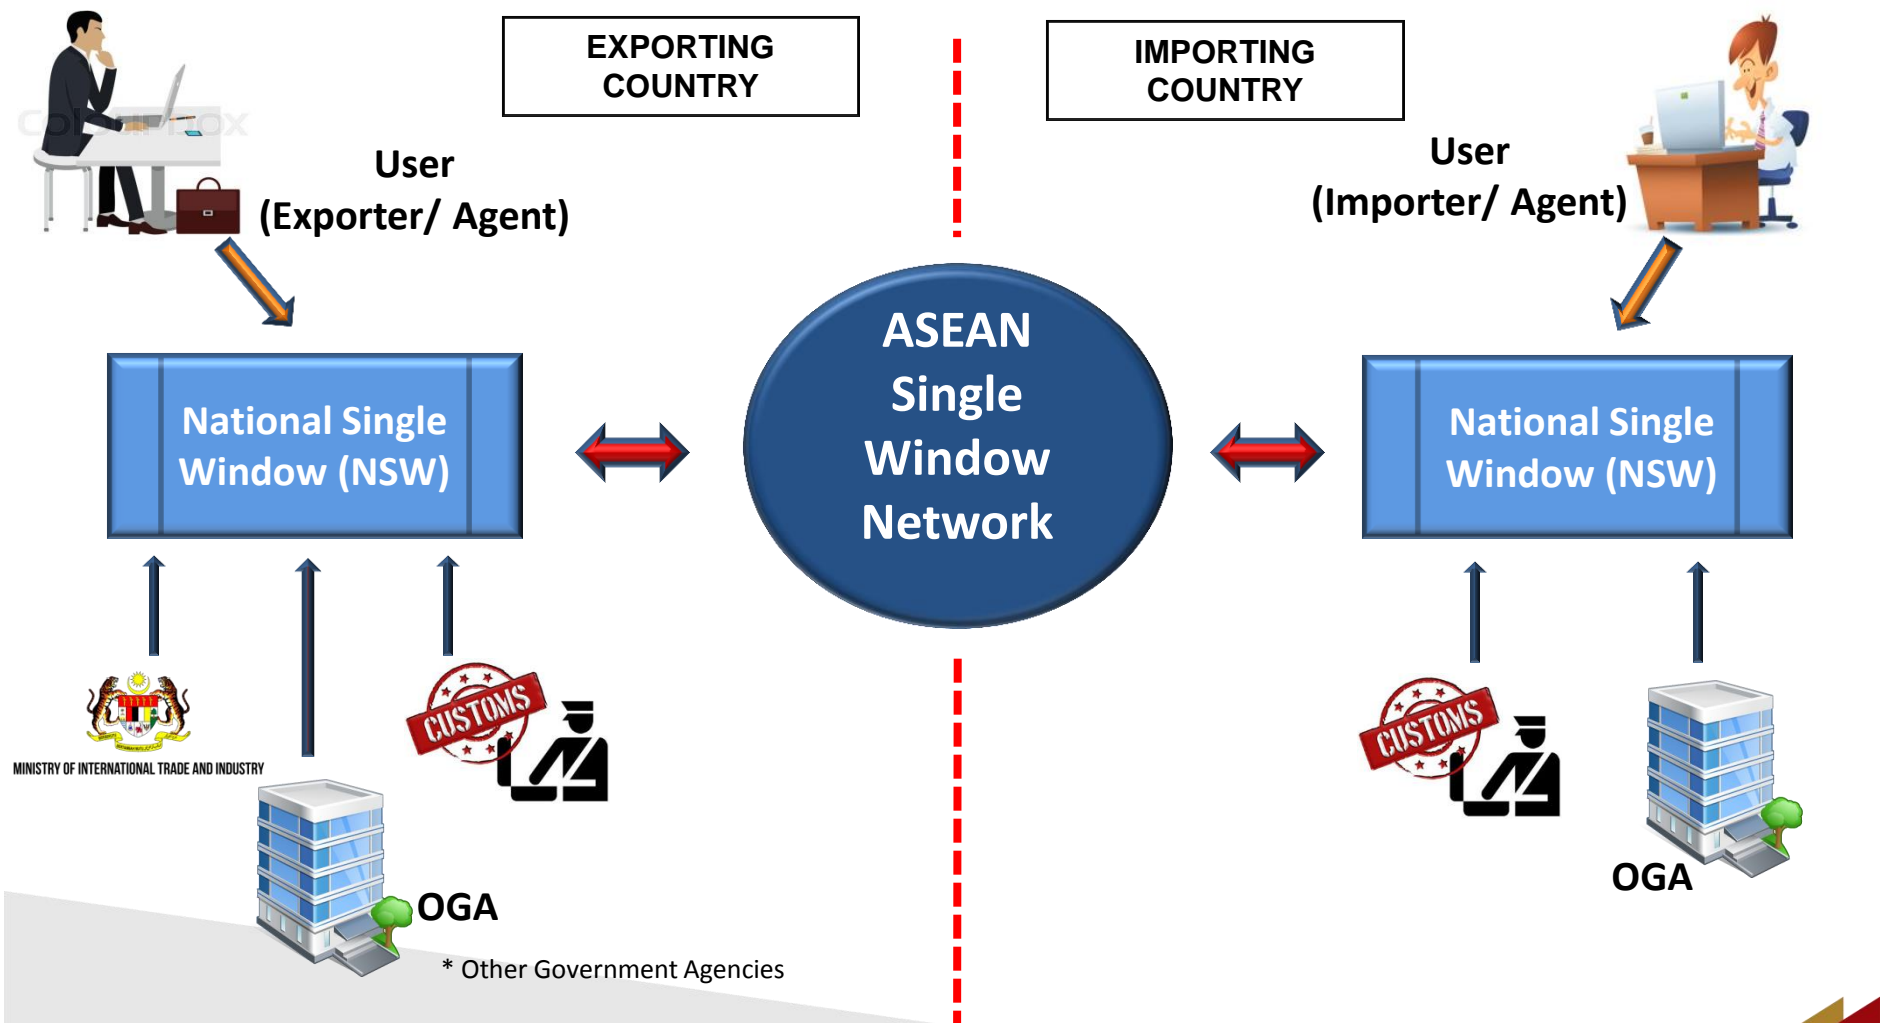 EXPORTING
COUNTRY
IMPORTING
COUNTRY
Colourbox
User
(Exporter/ Agent)
User
(Importer/ Agent)
ASEAN
Single
Window
Network
National Single
Window (NSW)
National Single
Window (NSW)
MINISTRY OF INTERNATIONAL TRADE AND INDUSTRY
CUSTOMS
CUSTOMS
OGA
OGA
* Other Government Agencies